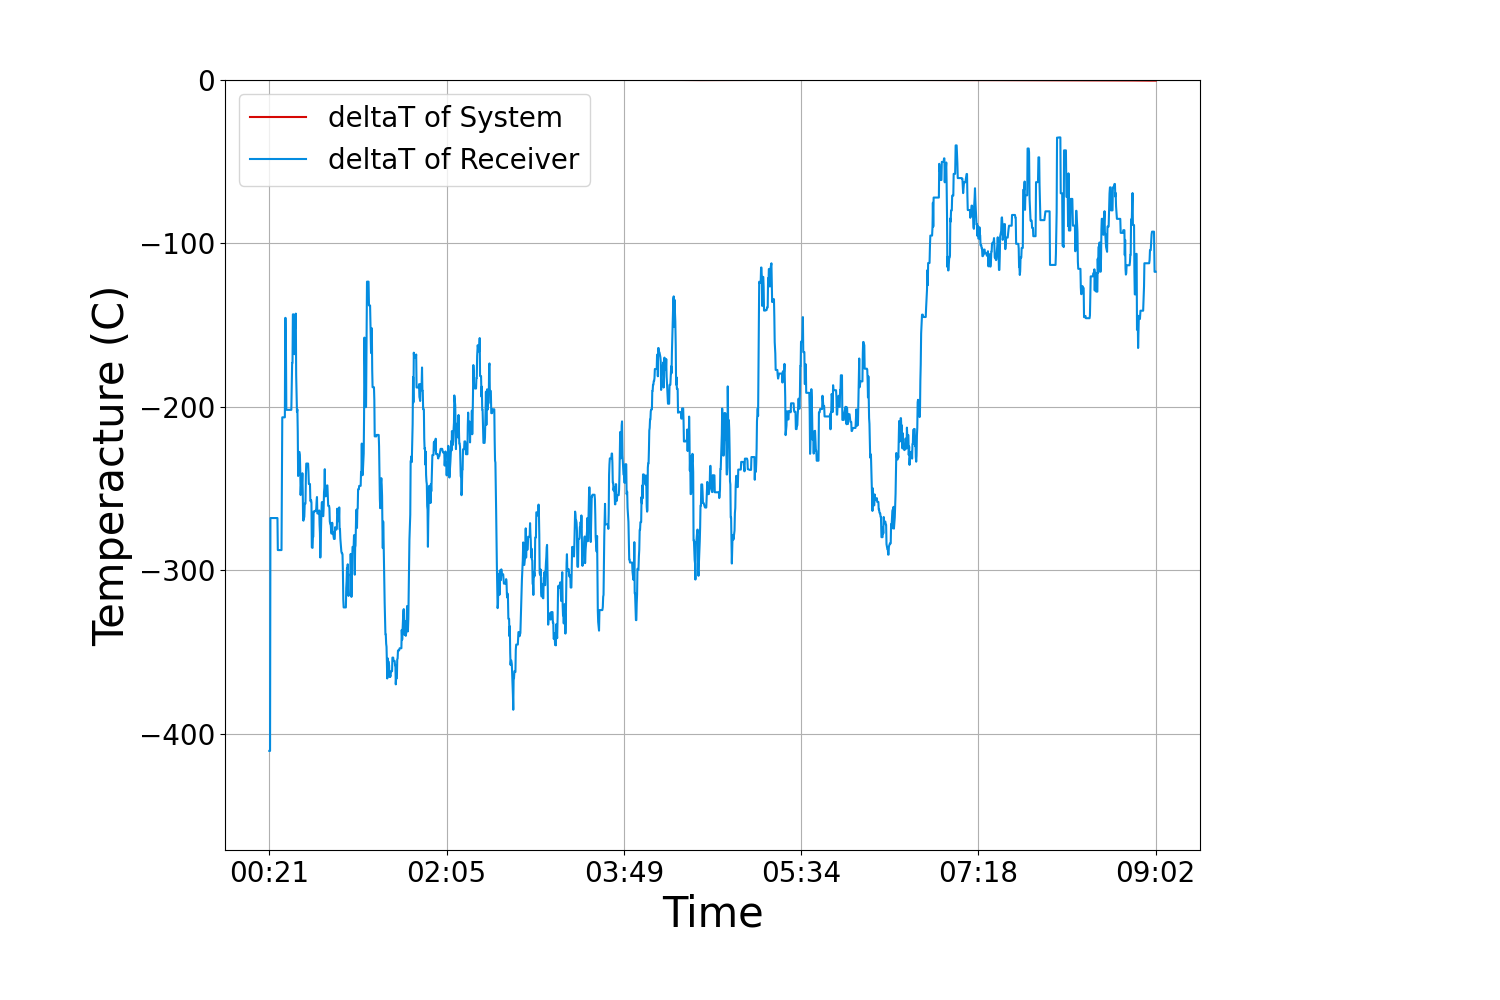 deltaT of System
deltaT of Receiver
0
−100
−200
−300
−400
Temperacture (C)
00:21 02:05 03:49 05:34 07:18 09:02
Time